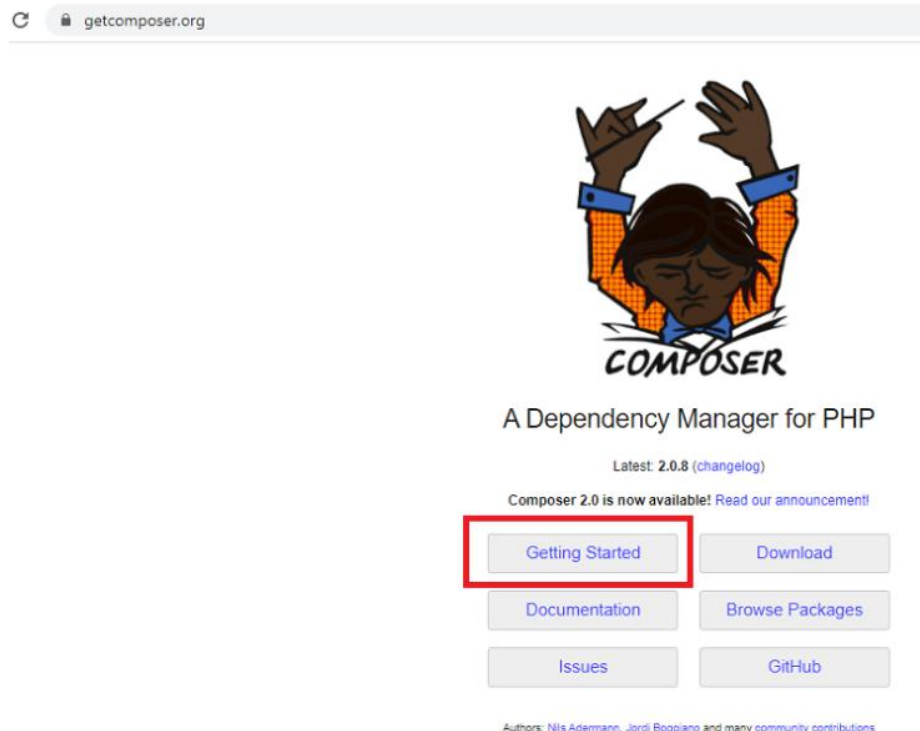 getcomposer.org
COMPOSER
A Dependency Manager for PHP
Latest: 2.0.8 (changelog)
Composer 2.0 is now available! Read our announcement!
Getting Started
Download
Documentation
Browse Packages
Issues
GitHub
Authors: Nils Adermann, Jordi Boggiano and many community contributions